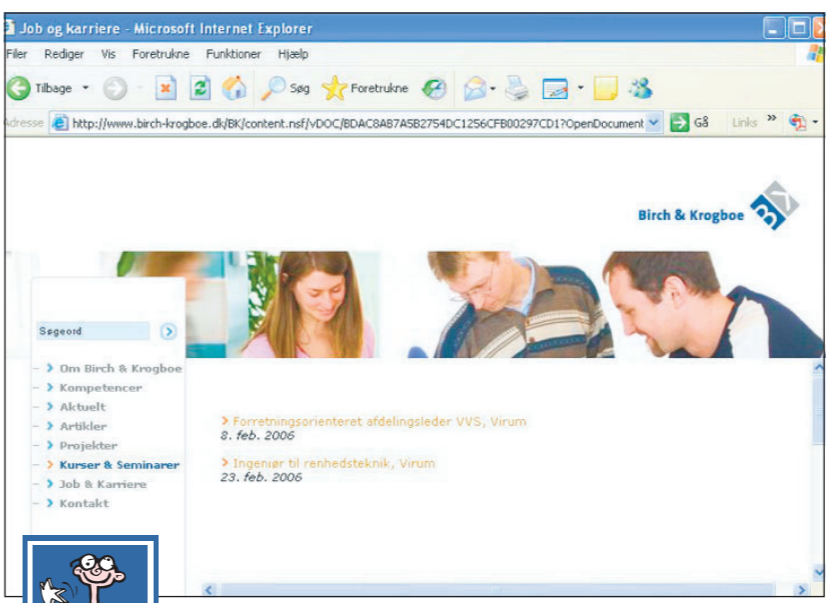 Job og karriere - Microsoft Internet Explorer
Filer Rediger Vis Foretrukne Funktioner Hjælp
Tilbage Søg Foretrukne
Adresse http://www.birch-krogboe.dk/BK/content.nsf/vDOC/BDAC8AB7A5B2754DC1256CFB00297CD1?OpenDocument Gå Links »
Birch & Krogboe
Søgeord
Om Birch & Krogboe
Kompetencer
Aktuelt
Artikler
Projekter
Kurser & Seminarer
Job & Karriere
Kontakt
Forretningsorienteret afdelingsleder VVS, Virum
8. feb. 2006
Ingeniør til renhedsteknik, Virum
23. feb. 2006